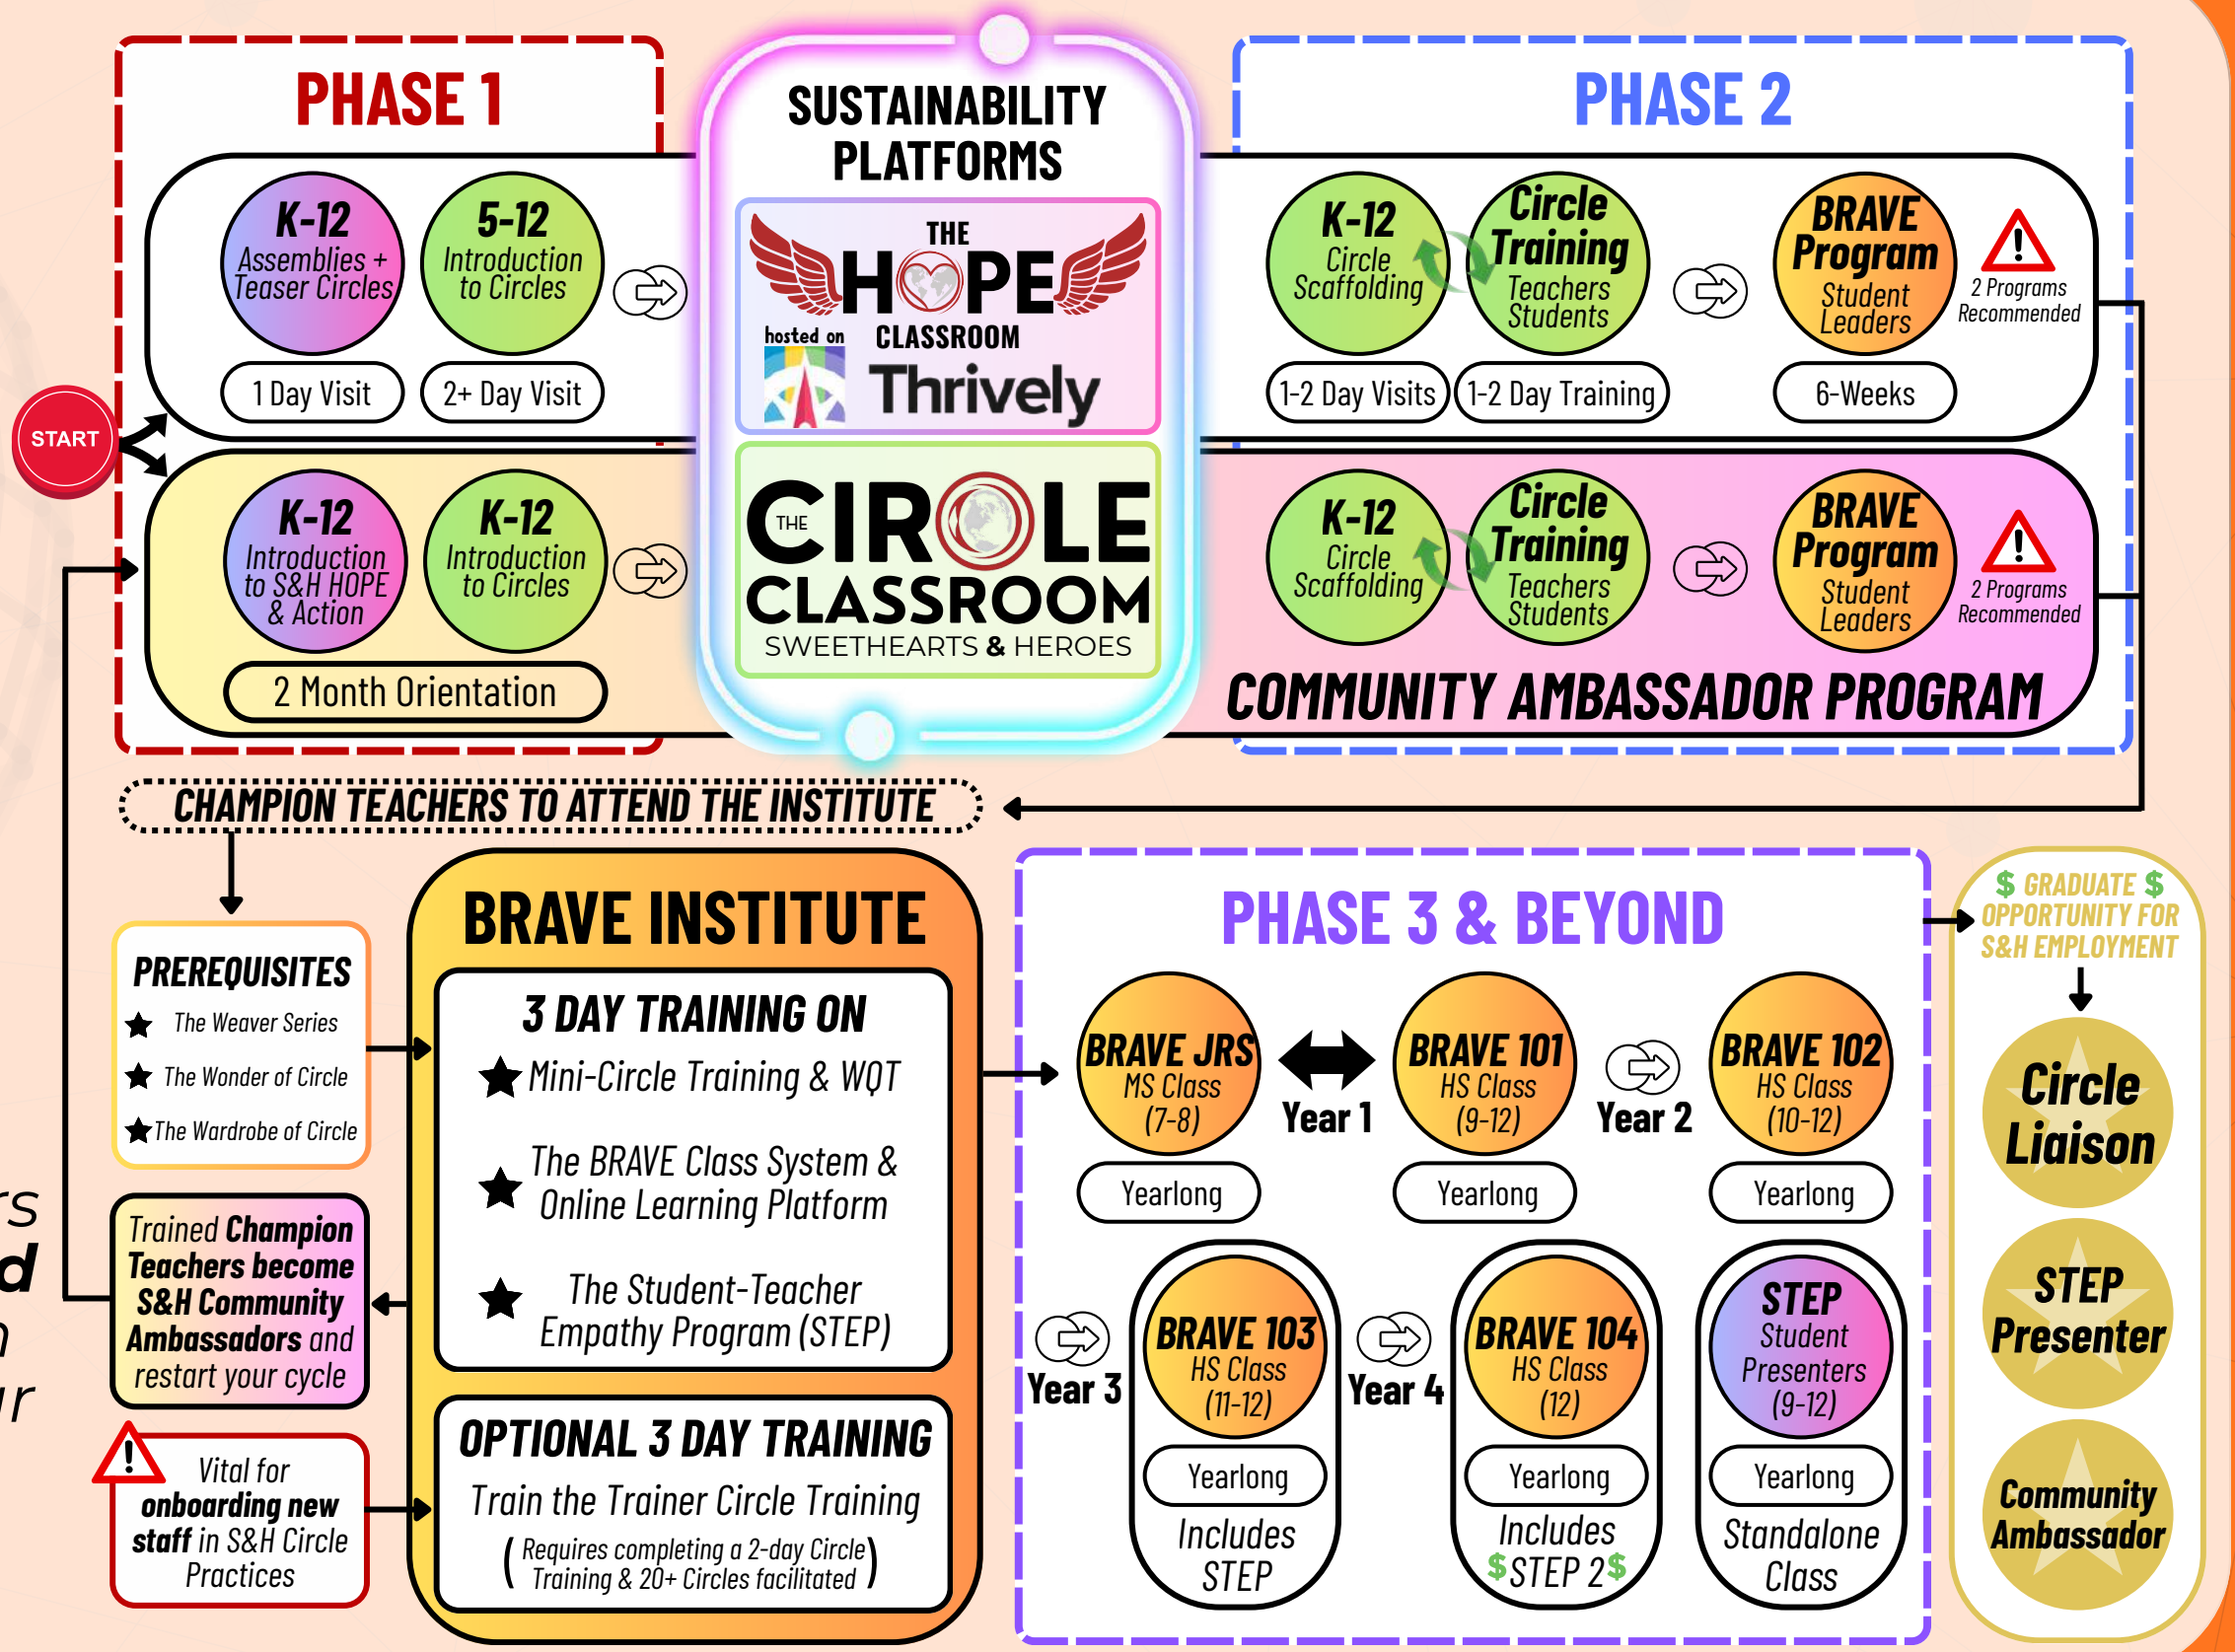 PHASE 1
K-12
Assemblies +
Teaser Circles
1 Day Visit
5-12
Introduction
to Circles
2+ Day Visit
START
K-12
Introduction
to S&H HOPE
& Action
K-12
Introduction
to Circles
2 Month Orientation
SUSTAINABILITY
PLATFORMS
THE
HOPE
CLASSROOM
hosted on
Thrively
THE
CIRCLE
CLASSROOM
SWEETHEARTS & HEROES
PHASE 2
K-12
Circle
Scaffolding
1-2 Day Visits
Circle
Training
Teachers
Students
1-2 Day Training
BRAVE
Program
Student
Leaders
6-Weeks
!
2 Programs
Recommended
K-12
Circle
Scaffolding
Circle
Training
Teachers
Students
BRAVE
Program
Student
Leaders
!
2 Programs
Recommended
COMMUNITY AMBASSADOR PROGRAM
CHAMPION TEACHERS TO ATTEND THE INSTITUTE
PREREQUISITES
The Weaver Series
The Wonder of Circle
The Wardrobe of Circle
rs
d
n
ur
Trained Champion
Teachers become
S&H Community
Ambassadors and
restart your cycle
!
Vital for
onboarding new
staff in S&H Circle
Practices
BRAVE INSTITUTE
3 DAY TRAINING ON
Mini-Circle Training & WQT
The BRAVE Class System &
Online Learning Platform
The Student-Teacher
Empathy Program (STEP)
OPTIONAL 3 DAY TRAINING
Train the Trainer Circle Training
(Requires completing a 2-day Circle
Training & 20+ Circles facilitated)
PHASE 3 & BEYOND
BRAVE JRS
MS Class
(7-8)
Yearlong
Year 1
BRAVE 101
HS Class
(9-12)
Yearlong
Year 2
BRAVE 102
HS Class
(10-12)
Yearlong
Year 3
BRAVE 103
HS Class
(11-12)
Yearlong
Includes
STEP
Year 4
BRAVE 104
HS Class
(12)
Yearlong
Includes
$STEP 2$
STEP
Student
Presenters
(9-12)
Yearlong
Standalone
Class
$ GRADUATE $
OPPORTUNITY FOR
S&H EMPLOYMENT
Circle
Liaison
STEP
Presenter
Community
Ambassador